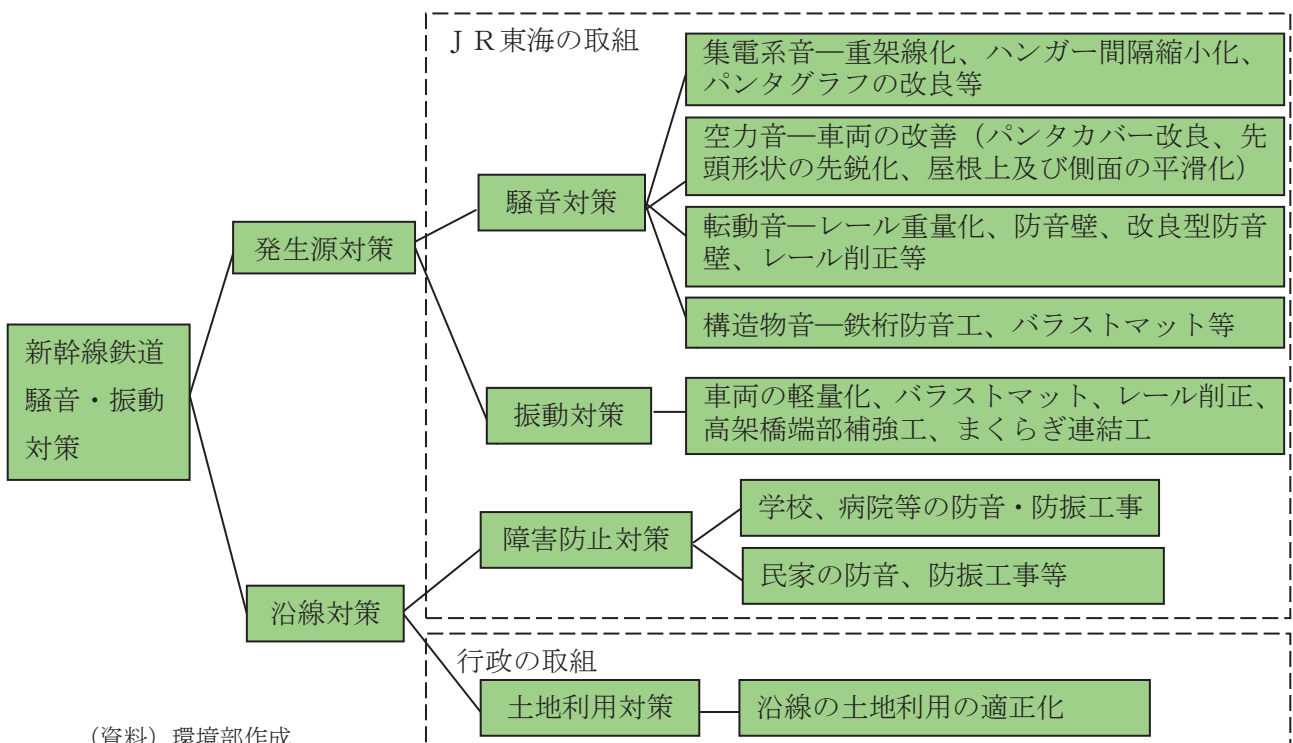 新幹線鉄道
騒音・振動
対策
発生源対策
沿線対策
ＪＲ東海の取組
騒音対策
集電系音―重架線化、ハンガー間隔縮小化、
パンタグラフの改良等
空力音―車両の改善（パンタカバー改良、先
頭形状の先鋭化、屋根上及び側面の平滑化）
転動音―レール重量化、防音壁、改良型防音
壁、レール削正等
構造物音―鉄桁防音工、バラストマット等
振動対策
車両の軽量化、バラストマット、レール削正、
高架橋端部補強工、まくらぎ連結工
障害防止対策
学校、病院等の防音・防振工事
民家の防音、防振工事等
行政の取組
土地利用対策
沿線の土地利用の適正化
（資料）環境部作成